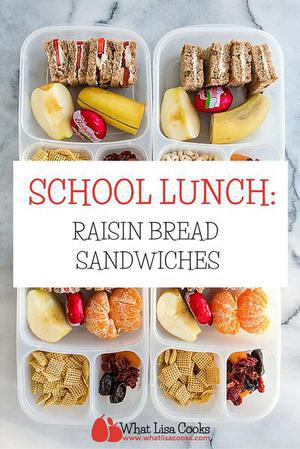 SCHOOL LUNCH:
RAISIN BREAD
SANDWICHES
What Lisa Cooks
www.whatlisacooks.com